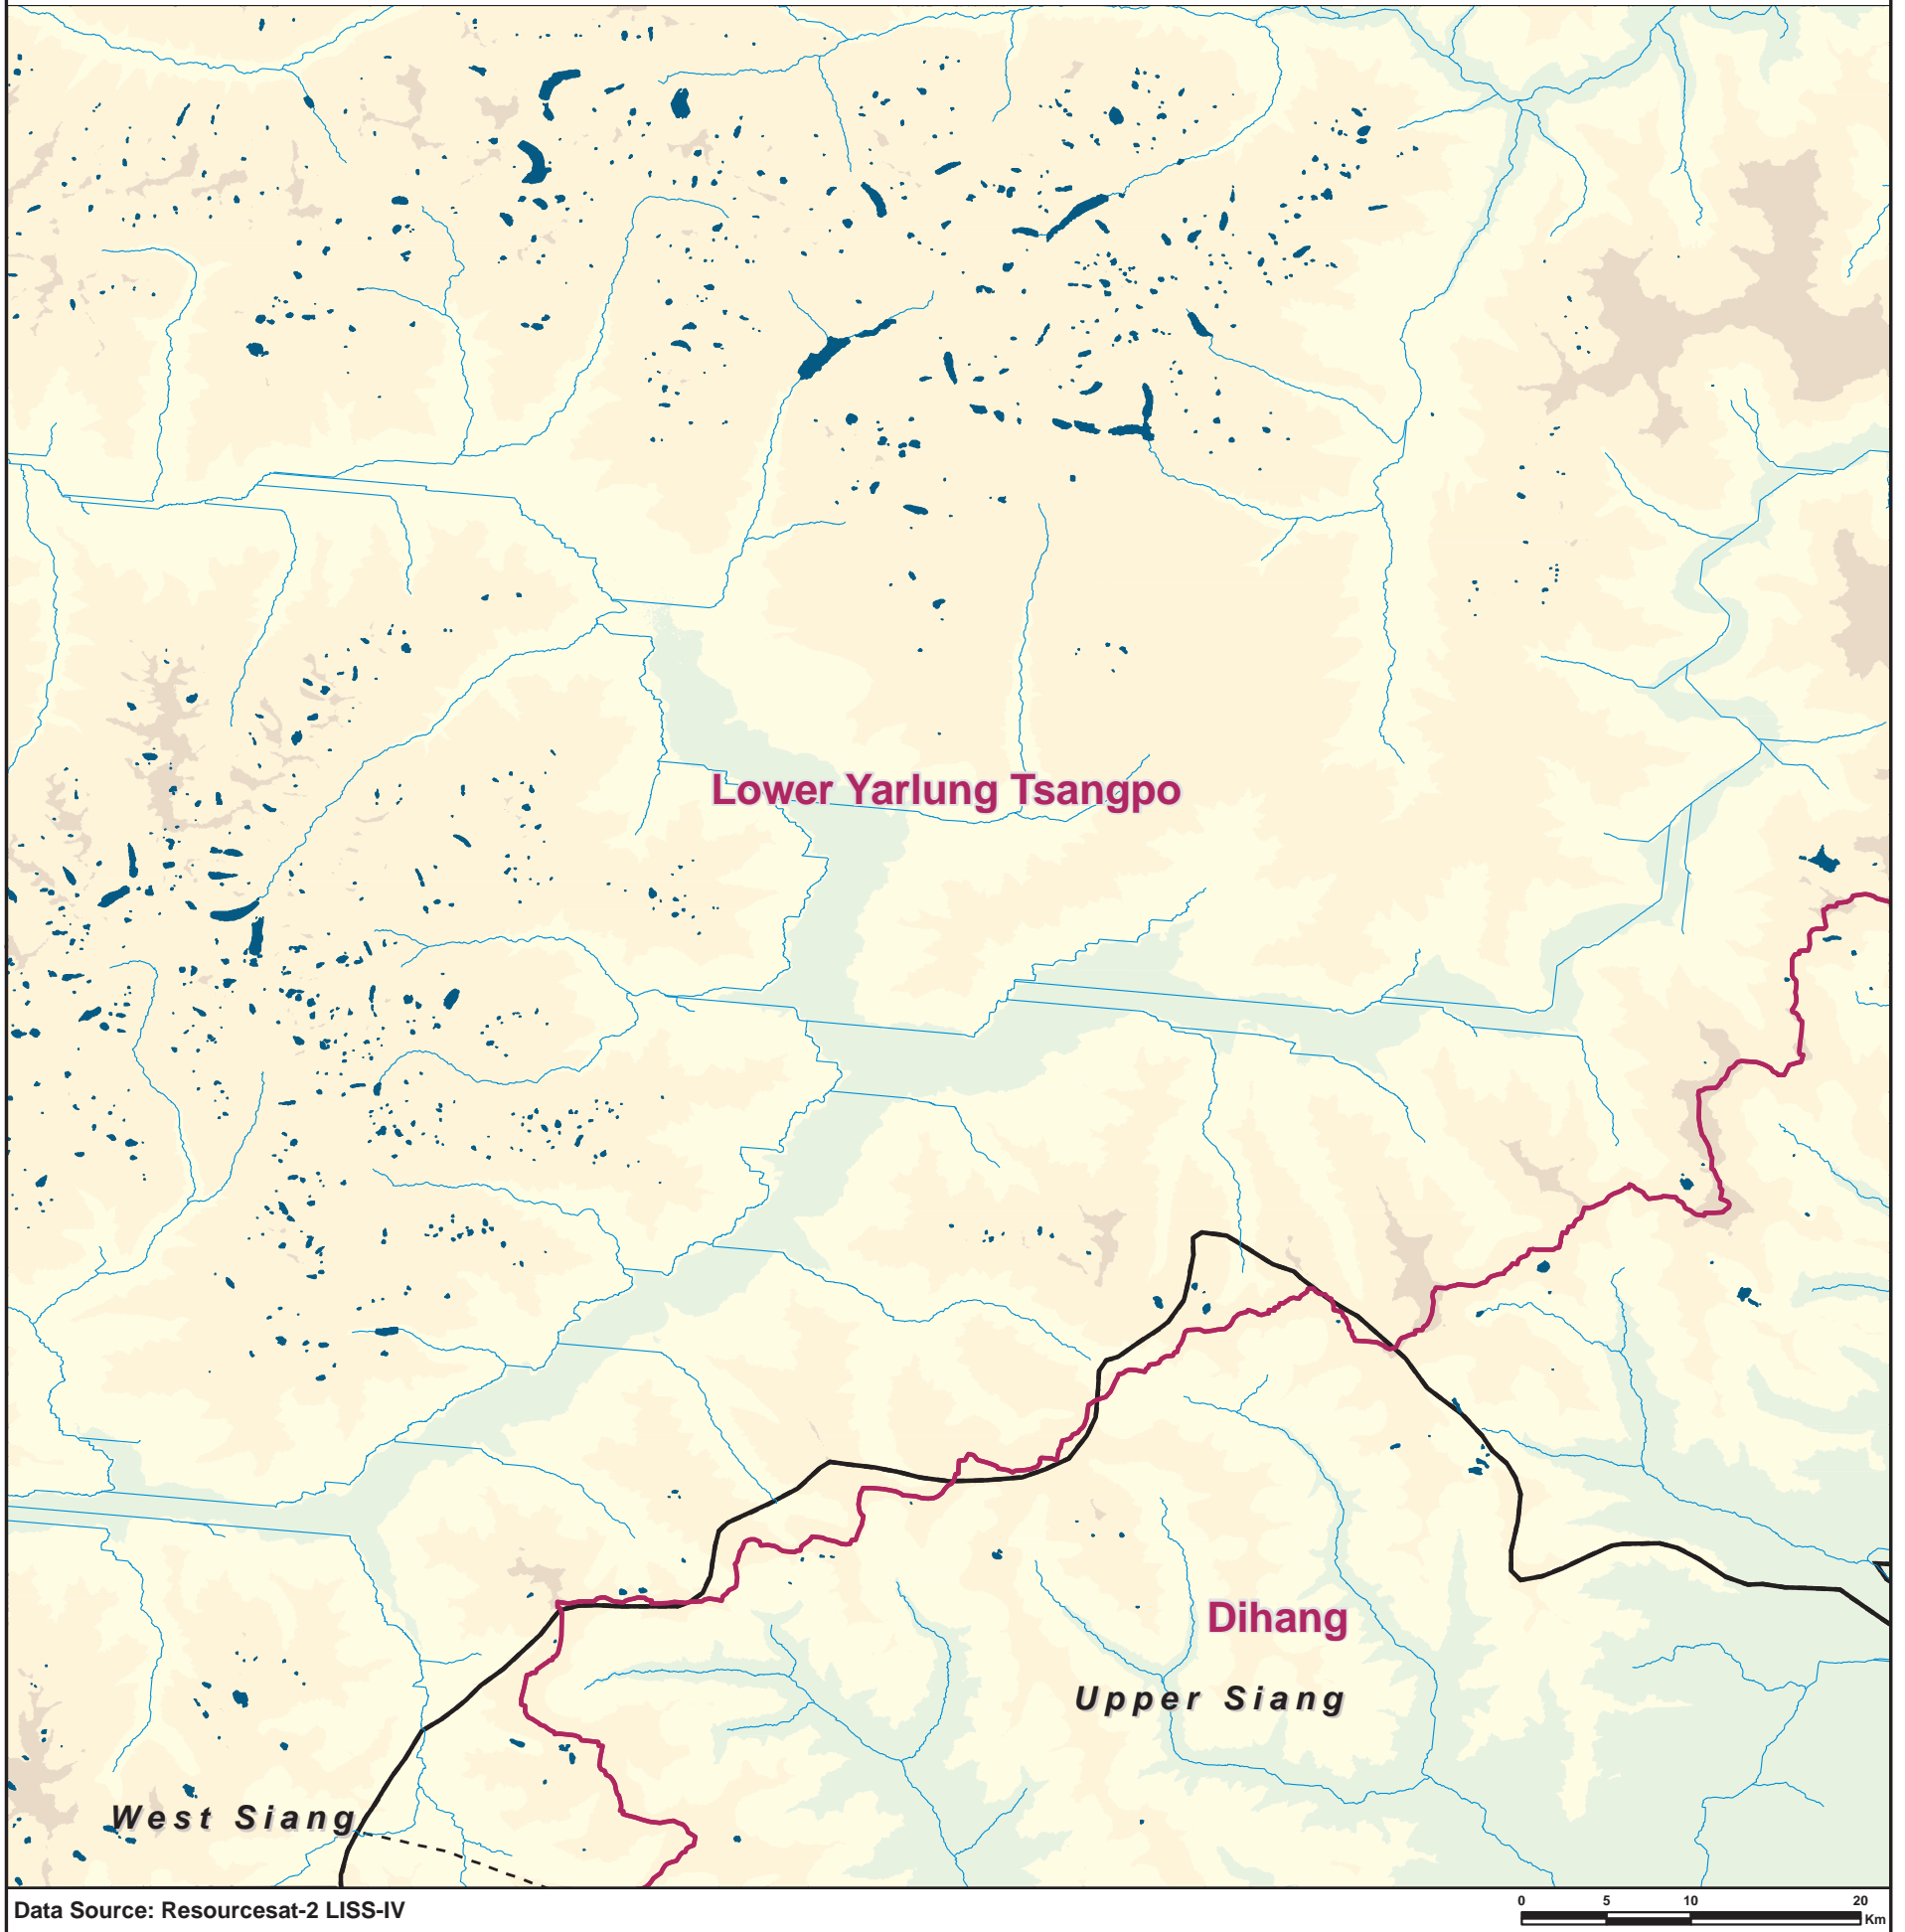 Lower Yarlung Tsangpo
Dihang
Upper Siang
West Siang
Data Source: Resourcesat-2 LISS-IV
0 5 10 20
Km